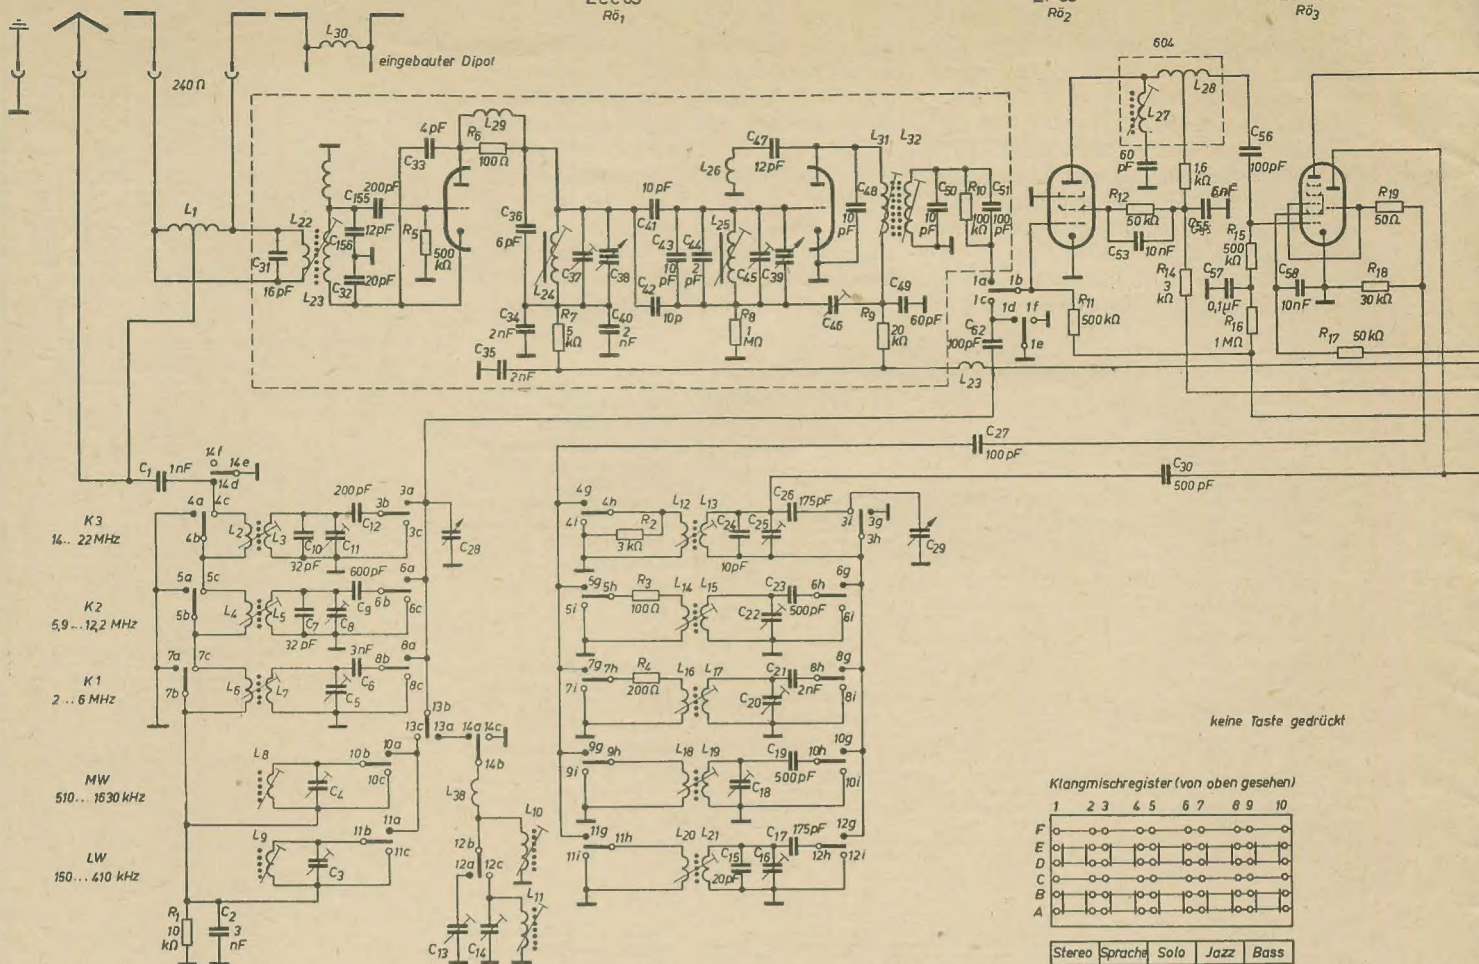 Rö1
Rö2
Rö3
L30
eingebauter Dipol
240Ω
604
L28
L27
60 pF
C56
100pF
1,6 kΩ
4pF
C33
R6
100Ω
L29
C47
12pF
L26
L31
L32
L1
L22
C155
200pF
C156
12pF
R5
500 kΩ
C36
6pF
10pF
C41
C43
10 pF
C44
2 pF
L25
C48
10 pF
C50
10 pF
R10
100 kΩ
C51
100 pF
R12
50kΩ
C53
10nF
R15
500 kΩ
R19
50Ω
C31
16pF
L23
C32
20pF
L24
C37
C38
C42
10p
C45
C39
1a
1b
1c
1d
1f
1e
R14
3 kΩ
C57
0,1µF
C58
10nF
R18
30kΩ
C34
2nF
R7
5 kΩ
C40
2 nF
R8
1 MΩ
C46
R9
20 kΩ
C49
60pF
C62
100pF
R11
500kΩ
R16
1MΩ
R17
50kΩ
C35
2nF
L23
C27
100pF
C30
500pF
C1
1nF
14f
14e
14d
K3
14.. 22MHz
4a
4c
4b
L2
L3
C10
32pF
C11
200pF
C12
3a
3b
3c
C28
4g
4h
4i
R2
3kΩ
L12
L13
C24
10pF
C25
C26
175pF
3i
3g
3h
C29
K2
5,9...12,2 MHz
5a
5c
5b
L4
L5
C7
32pF
C8
600pF
C9
6a
6b
6c
5g
5h
5i
R3
100Ω
L14
L15
C22
C23
500pF
6h
6g
6i
K1
2...6 MHz
7a
7c
7b
L6
L7
C5
3nF
C6
8a
8b
8c
7g
7h
7i
R4
200Ω
L16
L17
C20
C21
2nF
8h
8g
8i
13b
13c
13a
14a
14c
14b
keine Taste gedrückt
MW
510...1630kHz
L8
C4
10a
10b
10c
L38
L10
9g
9h
9i
L18
L19
C18
C19
500pF
10h
10g
10i
LW
150...410 kHz
L9
C3
11a
11b
11c
12b
12a
12c
L11
11g
11h
11i
L20
L21
C15
20pF
C16
C17
175pF
12h
12g
12i
R1
10 kΩ
C2
3 nF
C13
C14
Klangmischregister (von oben gesehen)
1 2 3 4 5 6 7 8 9 10
F
E
D
C
B
A
Stereo Sprache Solo Jazz Bass